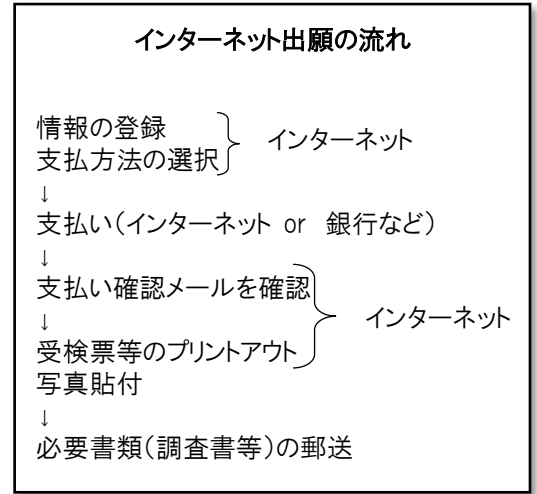 インターネット出願の流れ
情報の登録
支払方法の選択
インターネット
↓
支払い(インターネット or 銀行など)
↓
支払い確認メールを確認
↓
インターネット
受検票等のプリントアウト
写真貼付
↓
必要書類(調査書等)の郵送